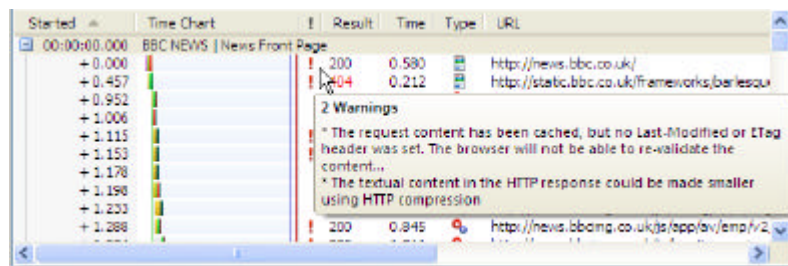 Started Time Chart ! Result Time Type URL
00:00:00.000 BBC NEWS | News Front Page
+ 0.000 ! 200 0.580 http://news.bbc.co.uk/
+ 0.457 ! 404 0.212 http://static.bbc.co.uk/frameworks/barlesqu
+ 0.952
+ 1.006
+ 1.115 !
+ 1.153 !
+ 1.178
+ 1.198
+ 1.233
+ 1.288 ! 200 0.845 http://news.bbcimg.co.uk/js/app/av/emp/v2
2 Warnings
* The request content has been cached, but no Last-Modified or ETag
header was set. The browser will not be able to re-validate the
content...
* The textual content in the HTTP response could be made smaller
using HTTP compression